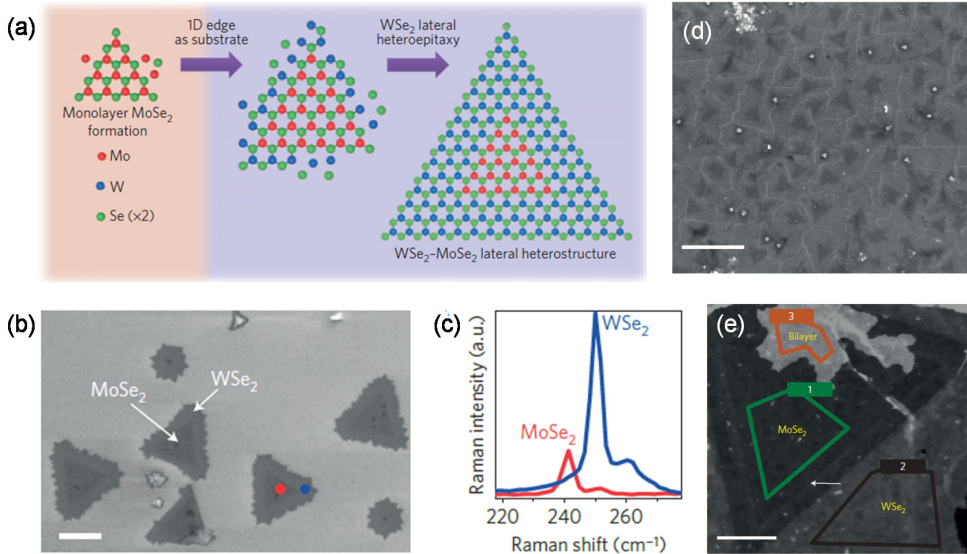 (a)
1D edge
as substrate
WSe₂ lateral
heteroepitaxy
Monolayer MoSe₂
formation
Mo
W
Se (×2)
WSe₂–MoSe₂ lateral heterostructure
(b)
MoSe₂
WSe₂
(c)
Raman intensity (a.u.)
WSe₂
MoSe₂
220
240
260
Raman shift (cm⁻¹)
(d)
(e)
3
Bilayer
1
MoSe₂
2
WSe₂